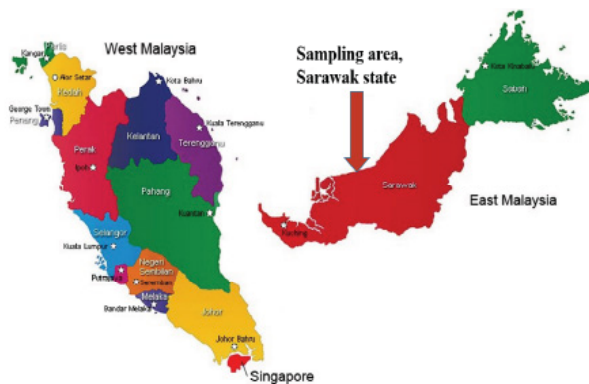 Perlis
Kangar
West Malaysia
Alor Setar
Kedah
Kota Bahru
George Town
Penang
Kuala Terengganu
Kelantan
Terengganu
Perak
Ipoh
Pahang
Kuantan
Selangor
Kuala Lumpur
Negeri
Sembilan
Putrajaya
Seremban
Melaka
Bandar Melaka
Johor
Johor Bahru
Singapore
Sampling area,
Sarawak state
Kota Kinabalu
Sabah
Sarawak
East Malaysia
Kuching